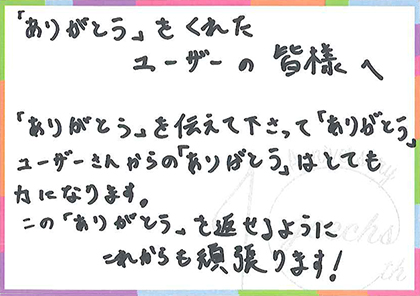 「ありがとう」をくれた
ユーザーの皆様へ
「ありがとう」を伝えて下さって「ありがとう」
ユーザーさんからの「ありがとう」はとても
力になります。
この「ありがとう」を返せるように
これからも頑張ります!
Anniversary
th